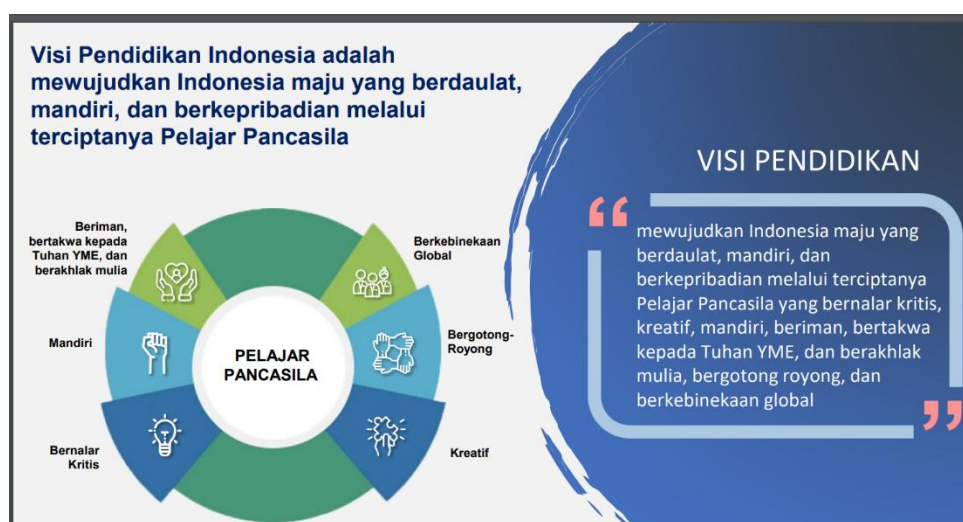 Visi Pendidikan Indonesia adalah
mewujudkan Indonesia maju yang berdaulat,
mandiri, dan berkepribadian melalui
terciptanya Pelajar Pancasila
Beriman,
bertakwa kepada
Tuhan YME, dan
berakhlak mulia
Berkebinekaan
Global
Mandiri
PELAJAR
PANCASILA
Bergotong-
Royong
Bernalar
Kritis
Kreatif
VISI PENDIDIKAN
“
mewujudkan Indonesia maju yang
berdaulat, mandiri, dan
berkepribadian melalui terciptanya
Pelajar Pancasila yang bernalar kritis,
kreatif, mandiri, beriman, bertakwa
kepada Tuhan YME, dan berakhlak
mulia, bergotong royong, dan
berkebinekaan global
”